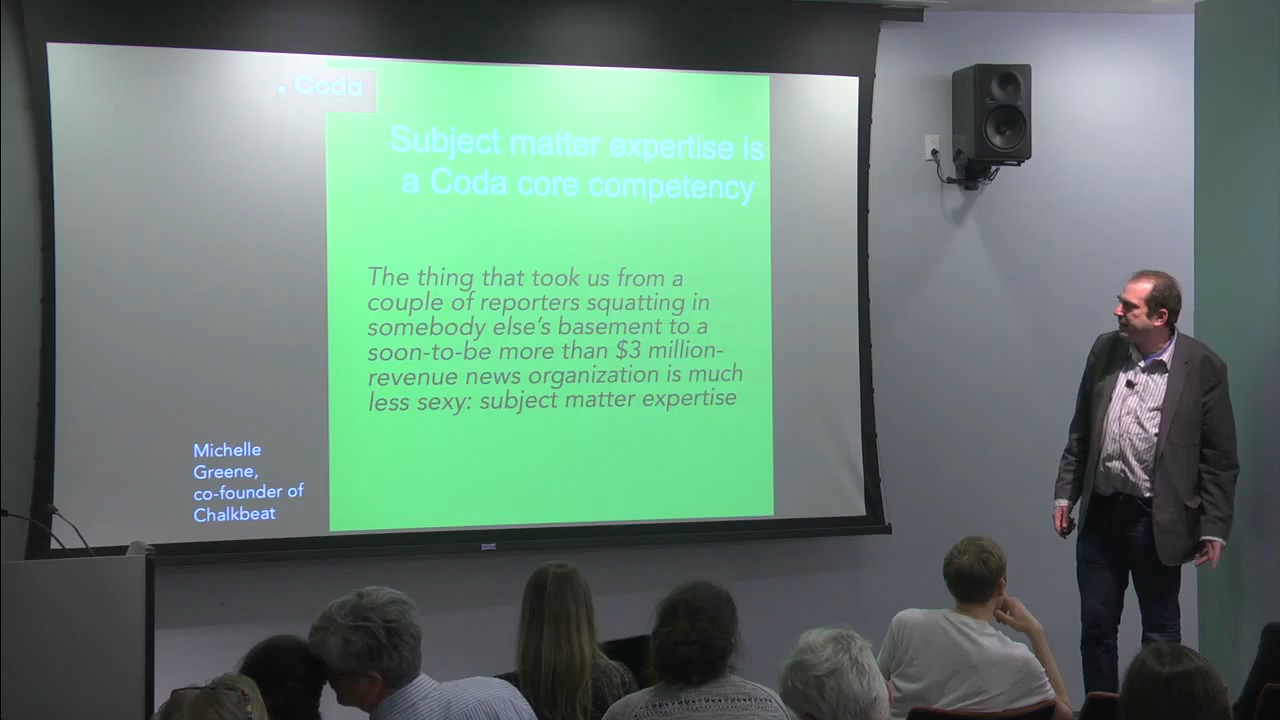 . Coda
Subject matter expertise is
a Coda core competency
The thing that took us from a
couple of reporters squatting in
somebody else's basement to a
soon-to-be more than $3 million-
revenue news organization is much
less sexy: subject matter expertise
Michelle
Greene,
co-founder of
Chalkbeat